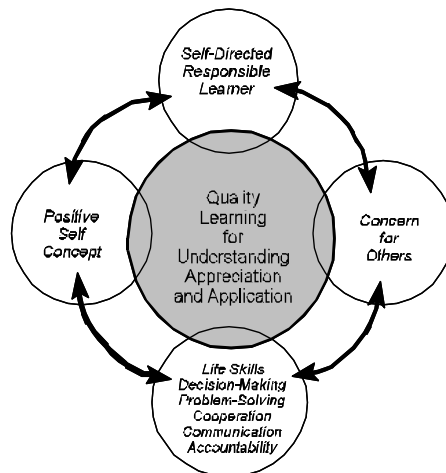 Self-Directed
Responsible
Learner
Positive
Self
Concept
Quality
Learning
for
Understanding
Appreciation
and Application
Concern
for
Others
Life Skills
Decision-Making
Problem-Solving
Cooperation
Communication
Accountability